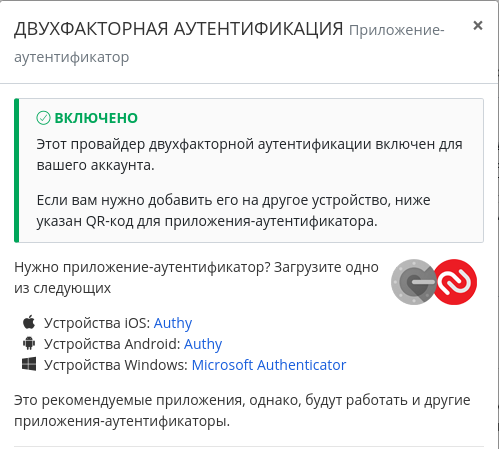 ДВУХФАКТОРНАЯ АУТЕНТИФИКАЦИЯ Приложение-
аутентификатор
×
ВКЛЮЧЕНО
Этот провайдер двухфакторной аутентификации включен для
вашего аккаунта.
Если вам нужно добавить его на другое устройство, ниже
указан QR-код для приложения-аутентификатора.
Нужно приложение-аутентификатор? Загрузите одно
из следующих
Устройства iOS: Authy
Устройства Android: Authy
Устройства Windows: Microsoft Authenticator
Это рекомендуемые приложения, однако, будут работать и другие
приложения-аутентификаторы.